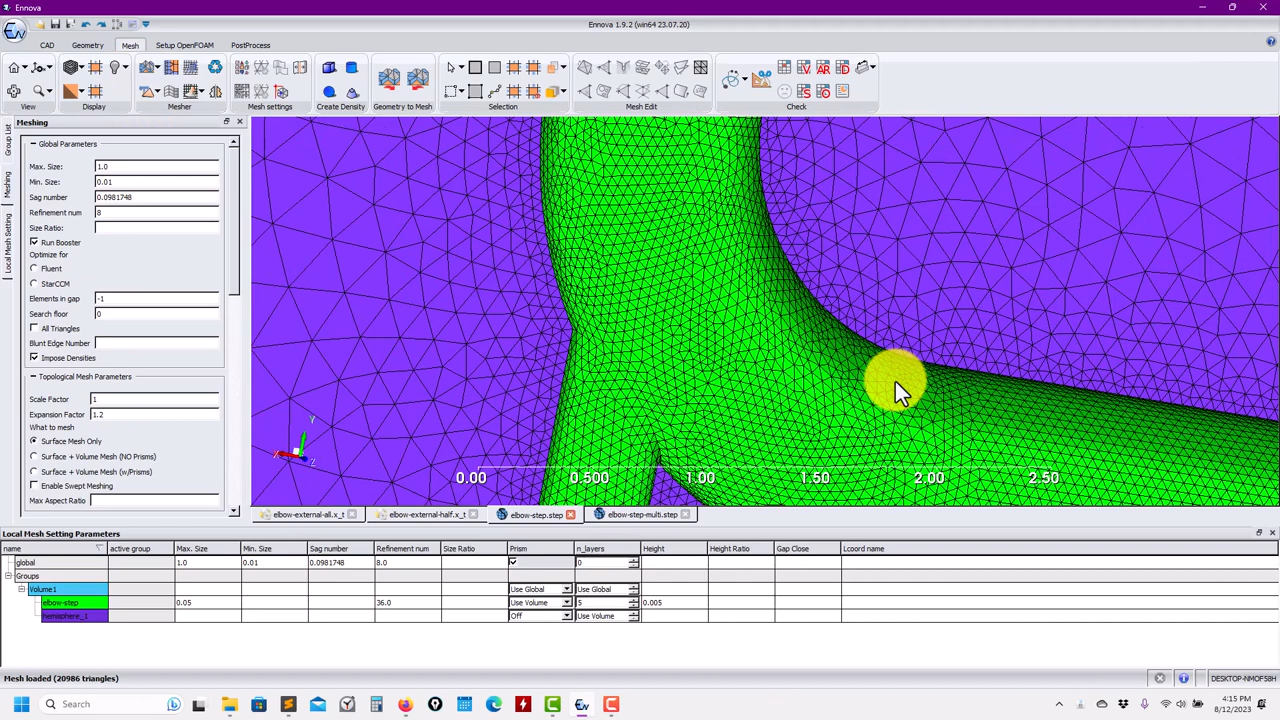 Ennova
Ennova 1.9.2 (win64 23.07.20)
CAD Geometry Mesh Setup OpenFOAM PostProcess
View Display Mesher Mesh settings Create Density Geometry to Mesh Selection Mesh Edit Check
Meshing
Group List
Meshing
Local Mesh Setting
Global Parameters
Max. Size: 1.0
Min. Size: 0.01
Sag number 0.0981748
Refinement num 8
Size Ratio:
Run Booster
Optimize for
Fluent
StarCCM
Elements in gap -1
Search floor 0
All Triangles
Blunt Edge Number
Impose Densities
Topological Mesh Parameters
Scale Factor 1
Expansion Factor 1.2
What to mesh
Surface Mesh Only
Surface + Volume Mesh (NO Prisms)
Surface + Volume Mesh (w/Prisms)
Enable Swept Meshing
Max Aspect Ratio
Y
X
Z
0.00 0.500 1.00 1.50 2.00 2.50
elbow-external-all.x_t elbow-external-half.x_t elbow-step.step elbow-step-multi.step
Local Mesh Setting Parameters
name active group Max. Size Min. Size Sag number Refinement num Size Ratio Prism n_layers Height Height Ratio Gap Close Lcoord name
global 1.0 0.01 0.0981748 8.0 0
Groups
Volume1 Use Global Use Global
elbow-step 0.05 36.0 Use Volume 5 0.005
hemisphere_1 Off Use Volume
Mesh loaded (20986 triangles)
DESKTOP-NMOF58H
Search
3:15 PM
8/12/2023